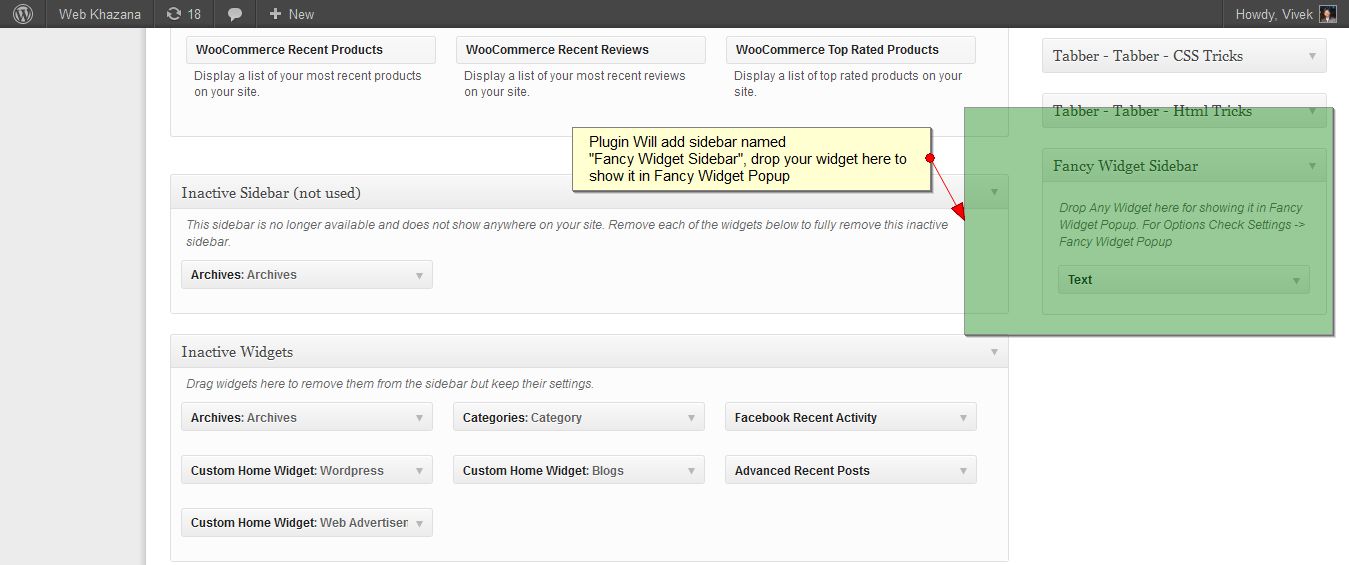 Web Khazana
18
New
Howdy, Vivek
WooCommerce Recent Products
Display a list of your most recent products
on your site.
WooCommerce Recent Reviews
Display a list of your most recent reviews
on your site.
WooCommerce Top Rated Products
Display a list of top rated products on your
site.
Plugin Will add sidebar named
"Fancy Widget Sidebar", drop your widget here to
show it in Fancy Widget Popup
Inactive Sidebar (not used)
This sidebar is no longer available and does not show anywhere on your site. Remove each of the widgets below to fully remove this inactive
sidebar.
Archives: Archives
Inactive Widgets
Drag widgets here to remove them from the sidebar but keep their settings.
Archives: Archives
Categories: Category
Facebook Recent Activity
Custom Home Widget: Wordpress
Custom Home Widget: Blogs
Advanced Recent Posts
Custom Home Widget: Web Advertisen
Tabber - Tabber - CSS Tricks
Tabber - Tabber - Html Tricks
Fancy Widget Sidebar
Drop Any Widget here for showing it in Fancy
Widget Popup. For Options Check Settings ->
Fancy Widget Popup
Text